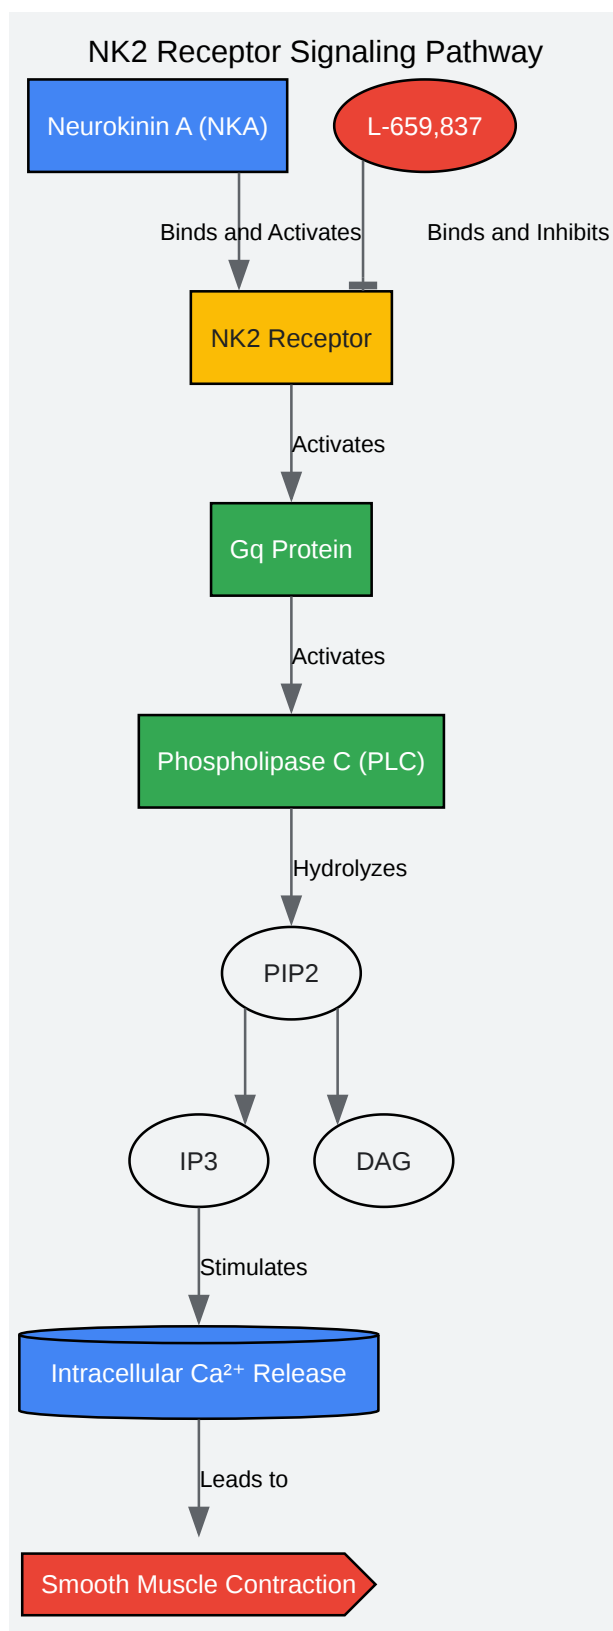 NK2 Receptor Signaling Pathway
Neurokinin A (NKA)
L-659,837
Binds and Activates
Binds and Inhibits
NK2 Receptor
Activates
Gq Protein
Activates
Phospholipase C (PLC)
Hydrolyzes
PIP2
IP3
DAG
Stimulates
Intracellular Ca²⁺ Release
Leads to
Smooth Muscle Contraction